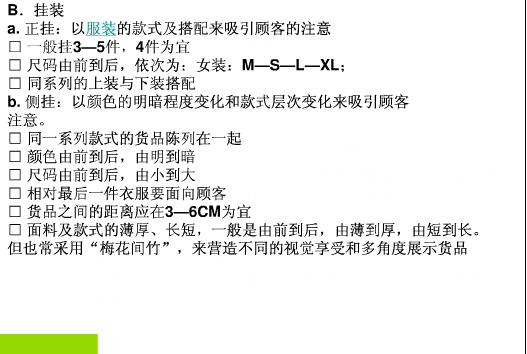 B．挂装
a. 正挂：以服装的款式及搭配来吸引顾客的注意
□ 一般挂3—5件，4件为宜
□ 尺码由前到后，依次为：女装：M—S—L—XL；
□ 同系列的上装与下装搭配
b. 侧挂：以颜色的明暗程度变化和款式层次变化来吸引顾客
注意。
□ 同一系列款式的货品陈列在一起
□ 颜色由前到后，由明到暗
□ 尺码由前到后，由小到大
□ 相对最后一件衣服要面向顾客
□ 货品之间的距离应在3—6CM为宜
□ 面料及款式的薄厚、长短，一般是由前到后，由薄到厚，由短到长。
但也常采用“梅花间竹”，来营造不同的视觉享受和多角度展示货品